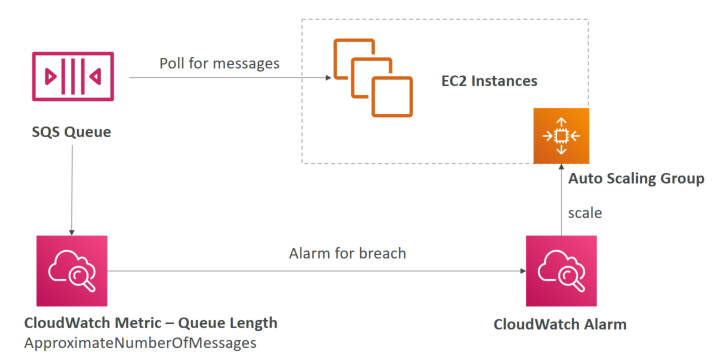 Poll for messages
EC2 Instances
SQS Queue
Auto Scaling Group
scale
Alarm for breach
CloudWatch Metric – Queue Length
ApproximateNumberOfMessages
CloudWatch Alarm